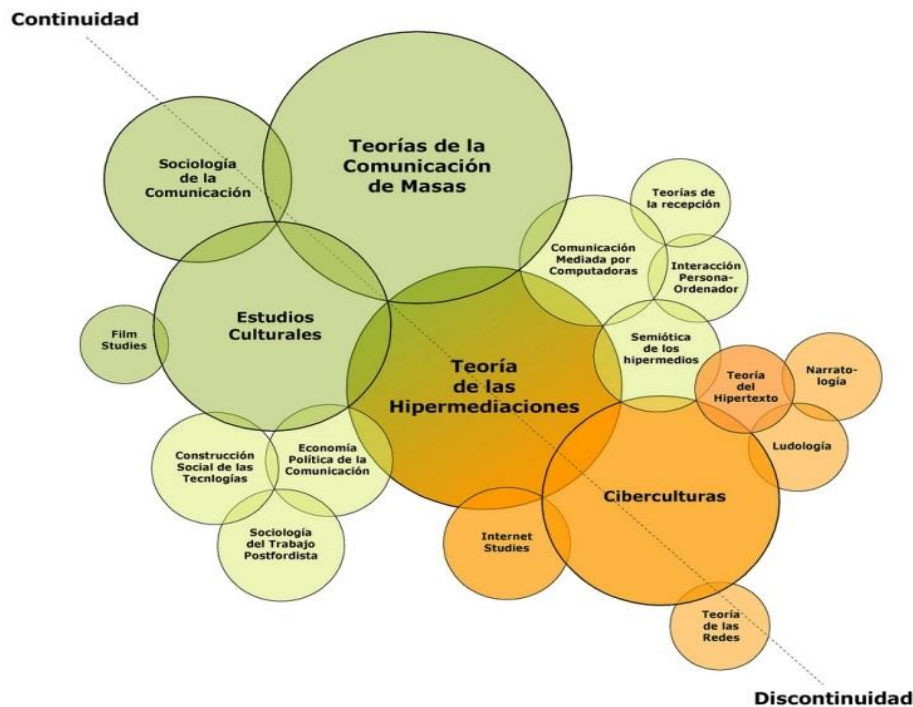 Continuidad
Teorías de la
Comunicación
de Masas
Sociología
de la
Comunicación
Teorías de
la recepción
Comunicación
Mediada por
Computadoras
Interacción
Persona-
Ordenador
Estudios
Culturales
Film
Studies
Semiótica
de los
hipermedios
Teoría
de las
Hipermediaciones
Teoría
del
Hipertexto
Narrato-
logía
Ludología
Construcción
Social de las
Tecnlogías
Economía
Política de la
Comunicación
Ciberculturas
Sociología
del Trabajo
Postfordista
Internet
Studies
Teoría
de las
Redes
Discontinuidad